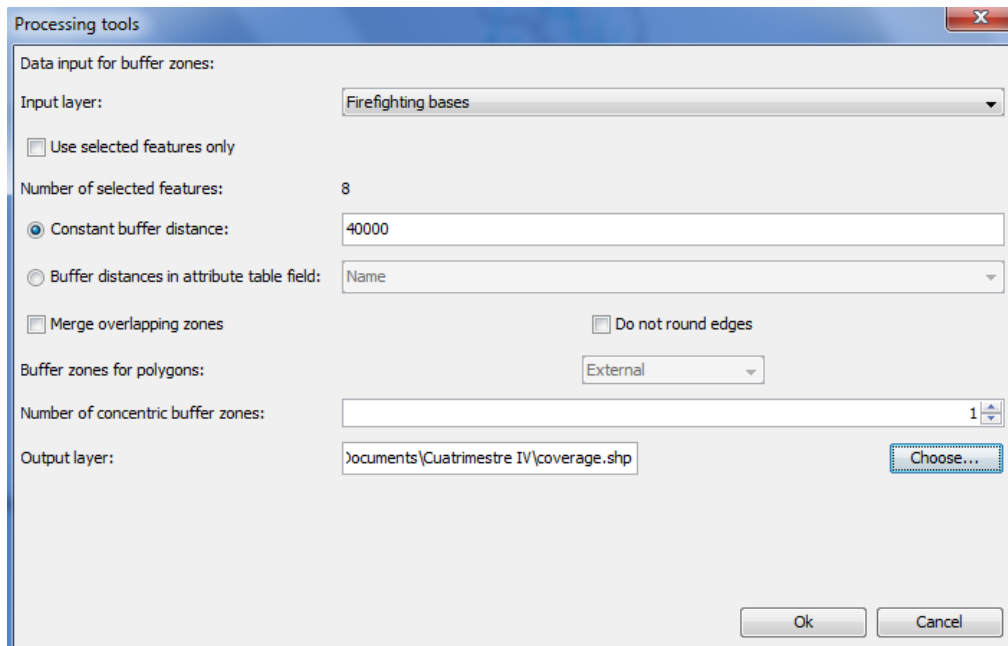 Processing tools
Data input for buffer zones:
Input layer: Firefighting bases
Use selected features only
Number of selected features: 8
Constant buffer distance: 40000
Buffer distances in attribute table field: Name
Merge overlapping zones Do not round edges
Buffer zones for polygons: External
Number of concentric buffer zones: 1
Output layer: Documents\Cuatrimestre IV\coverage.shp Choose...
Ok Cancel